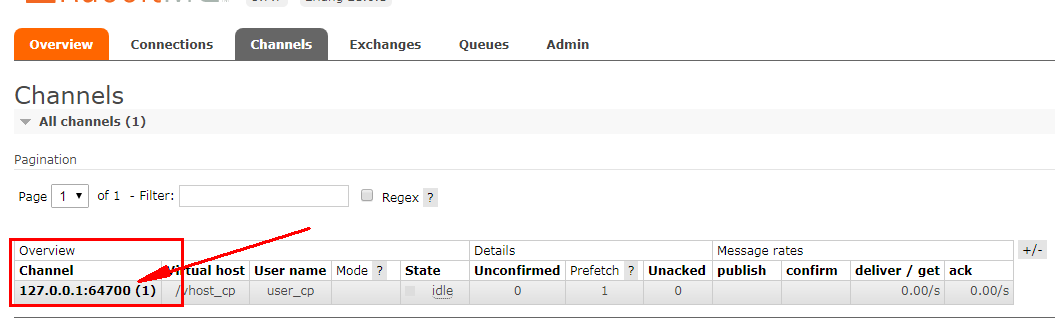 Overview Connections Channels Exchanges Queues Admin
Channels
All channels (1)
Pagination
Page 1 of 1 - Filter: Regex ?
Overview Details Message rates +/-
Channel Virtual host User name Mode ? State Unconfirmed Prefetch ? Unacked publish confirm deliver / get ack
127.0.0.1:64700 (1) /vhost_cp user_cp idle 0 1 0 0.00/s 0.00/s